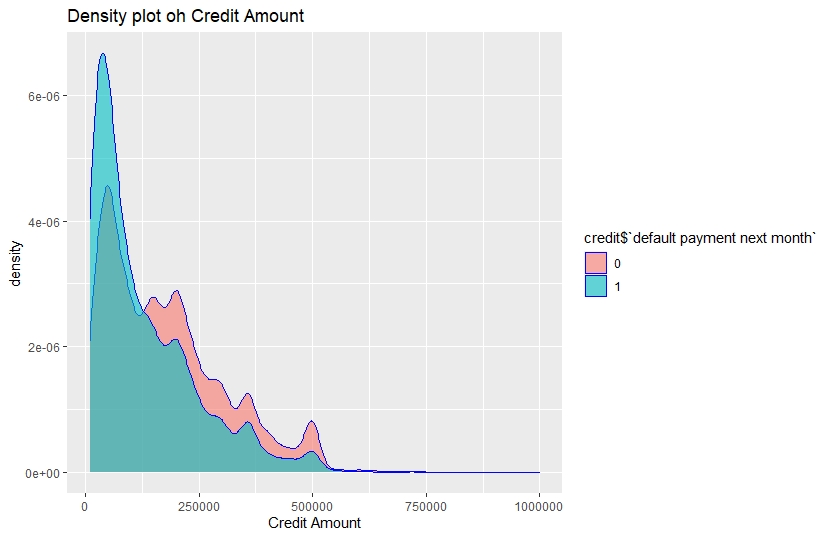 Density plot oh Credit Amount
6e-06
4e-06
2e-06
0e+00
density
0
250000
500000
750000
1000000
Credit Amount
credit$`default payment next month`
0
1